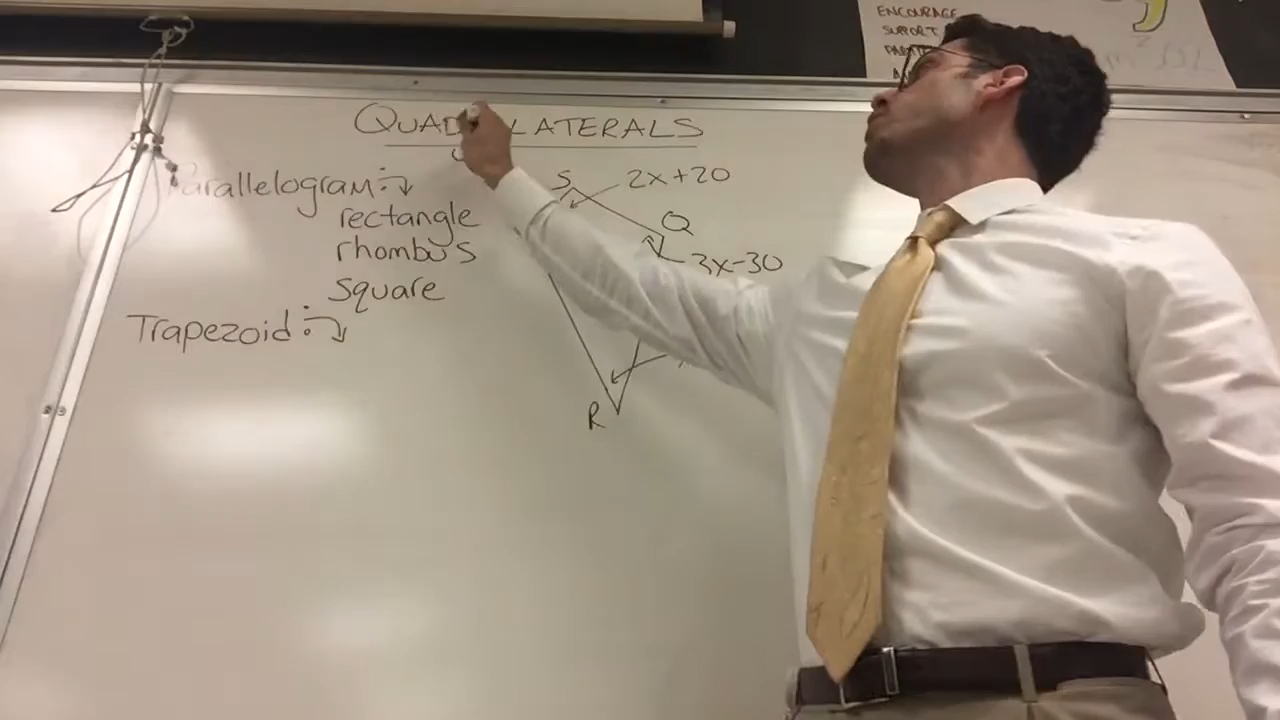 ENCOURAGE
SUPPORT
QUAD LATERALS
Parallelogram:
rectangle
rhombus
square
Trapezoid:
S
2x+20
Q
3x-30
R